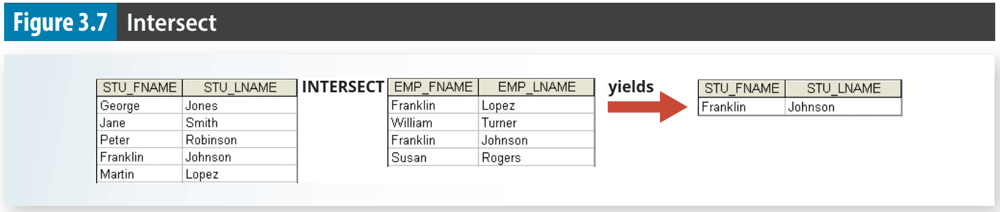 Figure 3.7 Intersect
STU_FNAME STU_LNAME
George Jones
Jane Smith
Peter Robinson
Franklin Johnson
Martin Lopez
INTERSECT
EMP_FNAME EMP_LNAME
Franklin Lopez
William Turner
Franklin Johnson
Susan Rogers
yields
STU_FNAME STU_LNAME
Franklin Johnson